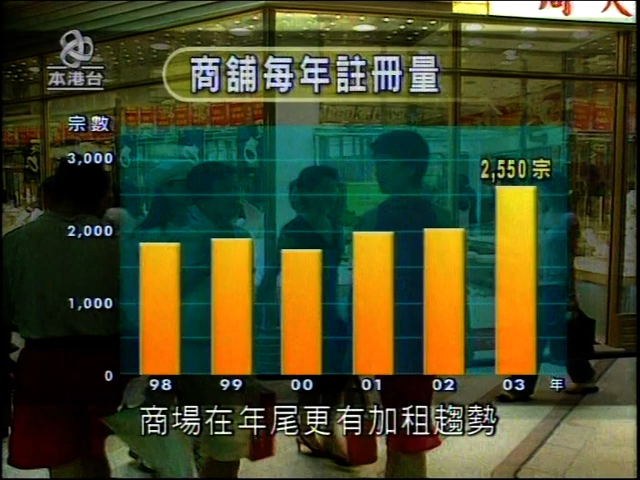 本港台
商舖每年註冊量
宗數
3,000
2,550宗
2,000
1,000
0
98 99 00 01 02 03 年
商場在年尾更有加租趨勢